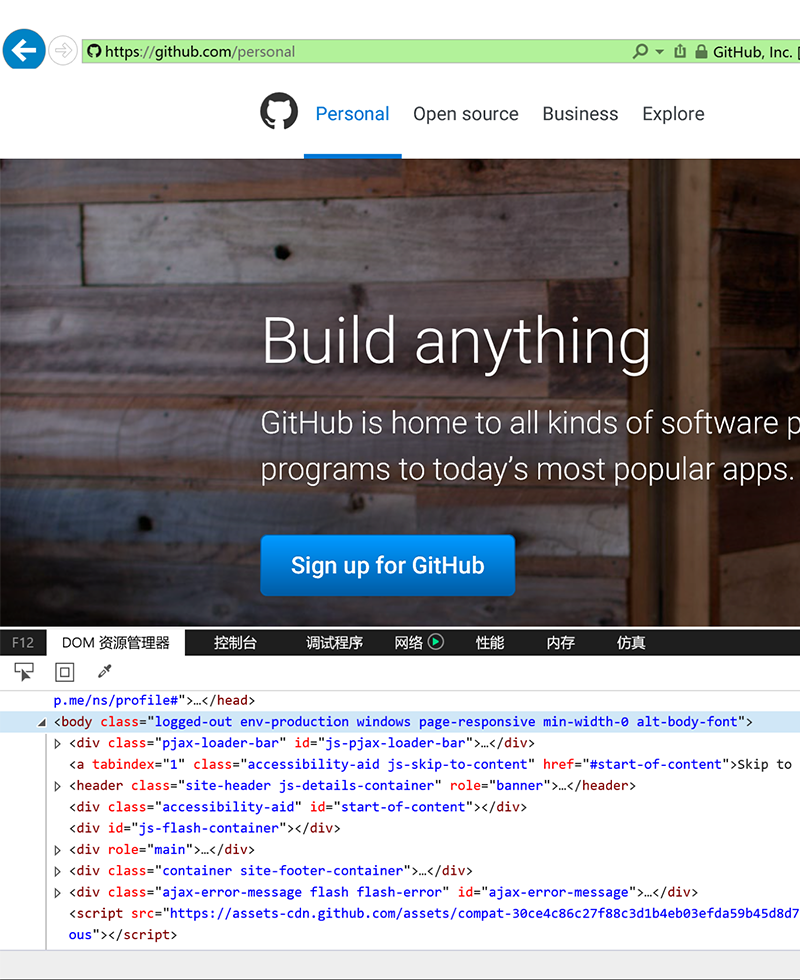 https://github.com/personal
GitHub, Inc. [
Personal Open source Business Explore
Build anything
GitHub is home to all kinds of software p
programs to today’s most popular apps.
Sign up for GitHub
F12 DOM 资源管理器 控制台 调试程序 网络 性能 内存 仿真
p.me/ns/profile#">…</head>
<body class="logged-out env-production windows page-responsive min-width-0 alt-body-font">
<div class="pjax-loader-bar" id="js-pjax-loader-bar">…</div>
<a tabindex="1" class="accessibility-aid js-skip-to-content" href="#start-of-content">Skip to
<header class="site-header js-details-container" role="banner">…</header>
<div class="accessibility-aid" id="start-of-content"></div>
<div id="js-flash-container"></div>
<div role="main">…</div>
<div class="container site-footer-container">…</div>
<div class="ajax-error-message flash flash-error" id="ajax-error-message">…</div>
<script src="https://assets-cdn.github.com/assets/compat-30ce4c86c27f88c3d1b4eb03efda59b45d8d7
ous"></script>